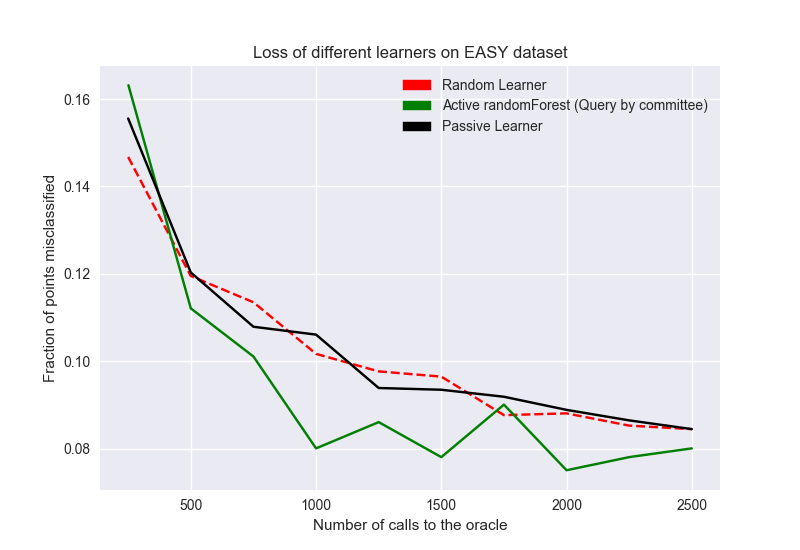 Loss of different learners on EASY dataset
Random Learner
Active randomForest (Query by committee)
Passive Learner
Fraction of points misclassified
0.16
0.14
0.12
0.10
0.08
500
1000
1500
2000
2500
Number of calls to the oracle